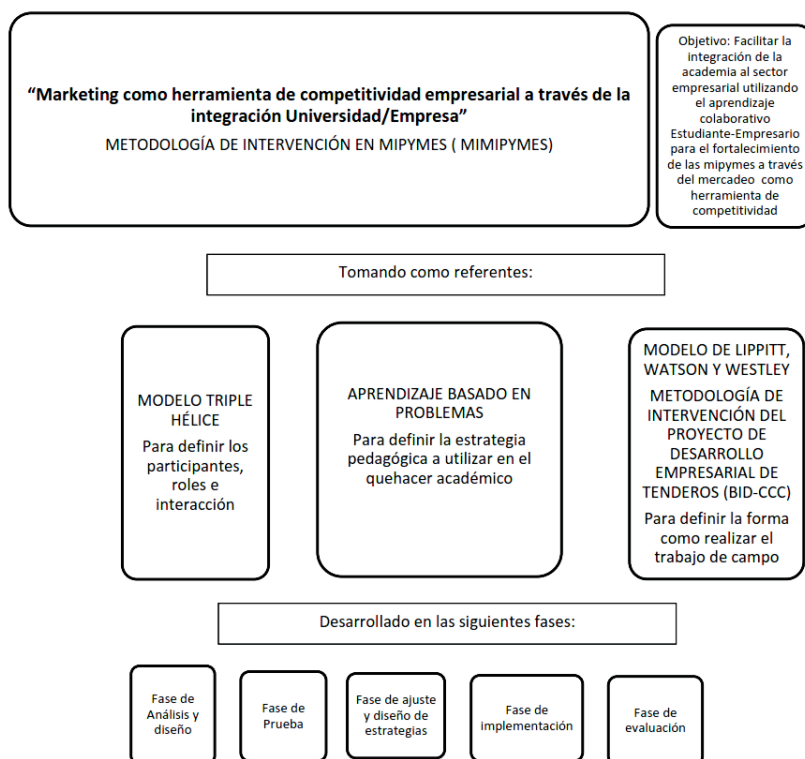 “Marketing como herramienta de competitividad empresarial a través de la
integración Universidad/Empresa”
METODOLOGÍA DE INTERVENCIÓN EN MIPYMES ( MIMIPYMES)
Objetivo: Facilitar la
integración de la
academia al sector
empresarial utilizando
el aprendizaje
colaborativo
Estudiante-Empresario
para el fortalecimiento
de las mipymes a través
del mercadeo como
herramienta de
competitividad
Tomando como referentes:
MODELO TRIPLE
HÉLICE
Para definir los
participantes,
roles e
interacción
APRENDIZAJE BASADO EN
PROBLEMAS
Para definir la estrategia
pedagógica a utilizar en el
quehacer académico
MODELO DE LIPPITT,
WATSON Y WESTLEY
METODOLOGÍA DE
INTERVENCIÓN DEL
PROYECTO DE
DESARROLLO
EMPRESARIAL DE
TENDEROS (BID-CCC)
Para definir la forma
como realizar el
trabajo de campo
Desarrollado en las siguientes fases:
Fase de
Análisis y
diseño
Fase de
Prueba
Fase de ajuste
y diseño de
estrategias
Fase de
implementación
Fase de
evaluación